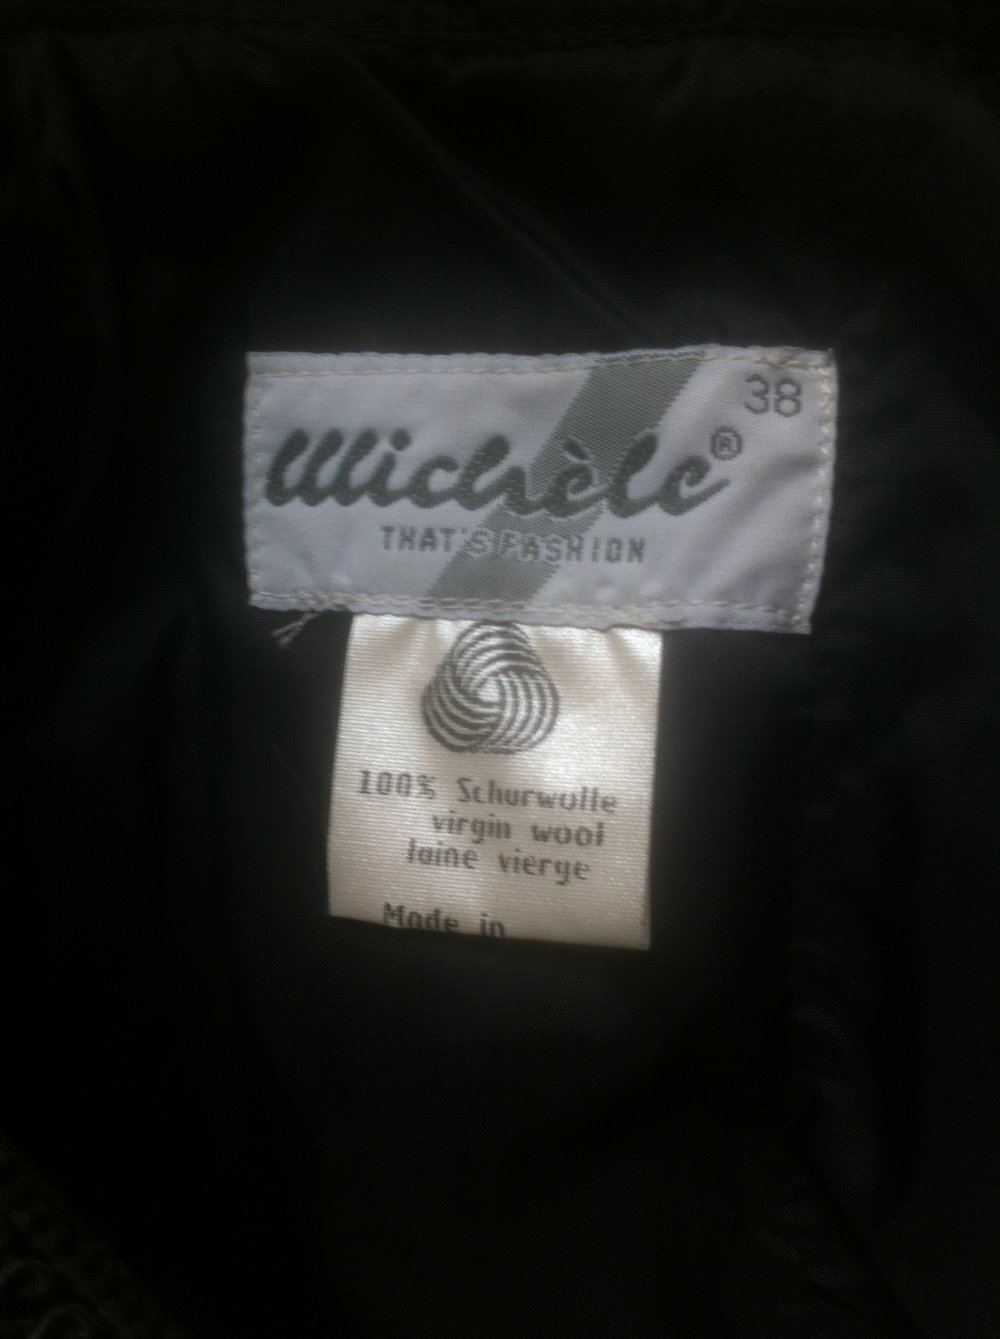 38
Michèle®
THAT'S FASHION
100% Schurwolle
virgin wool
laine vierge
Made in